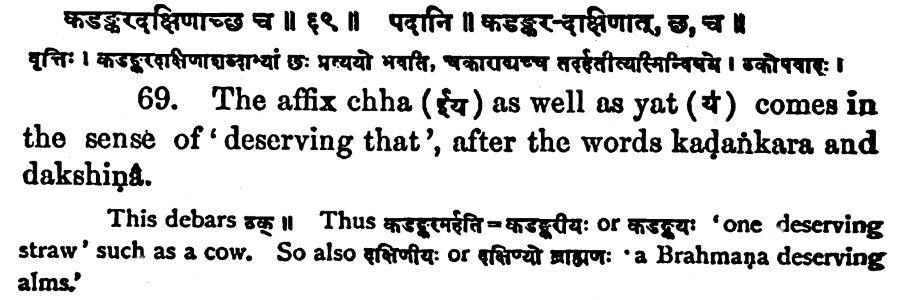 कडङ्करदक्षिणाच्छ च ॥ ६९ ॥ पदानि ॥ कडङ्कर-दाक्षिणात्, छ, च ॥
वृत्तिः । कडङ्करदाक्षिणाशब्दाभ्यां छः प्रत्ययो भवति, चकाराद्यच्च तदर्हतीत्यस्मिन्विषये । ठकोपवादः ।
69. The affix chha (ईय) as well as yat (यं) comes in
the sense of 'deserving that', after the words kaḍaṅkara and
dakshiṇâ.
This debars ठक् ॥ Thus कडङ्करमर्हति = कडङ्करीयः or कडङ्कयः 'one deserving
straw' such as a cow. So also दक्षिणीयः or दक्षिण्यो ब्राह्मणः 'a Brahmaṇa deserving
alms.'